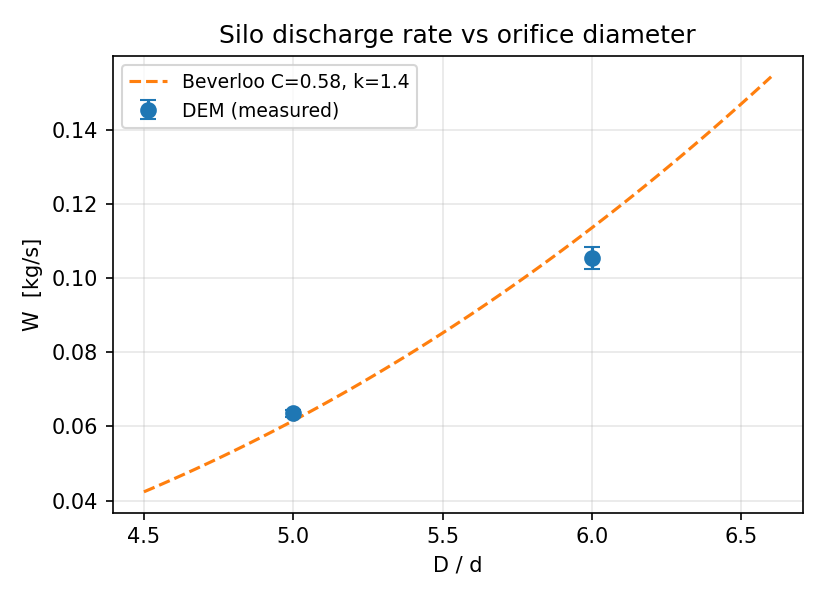 Silo discharge rate vs orifice diameter
Beverloo C=0.58, k=1.4
DEM (measured)
W [kg/s]
0.14
0.12
0.10
0.08
0.06
0.04
4.5
5.0
5.5
6.0
6.5
D / d